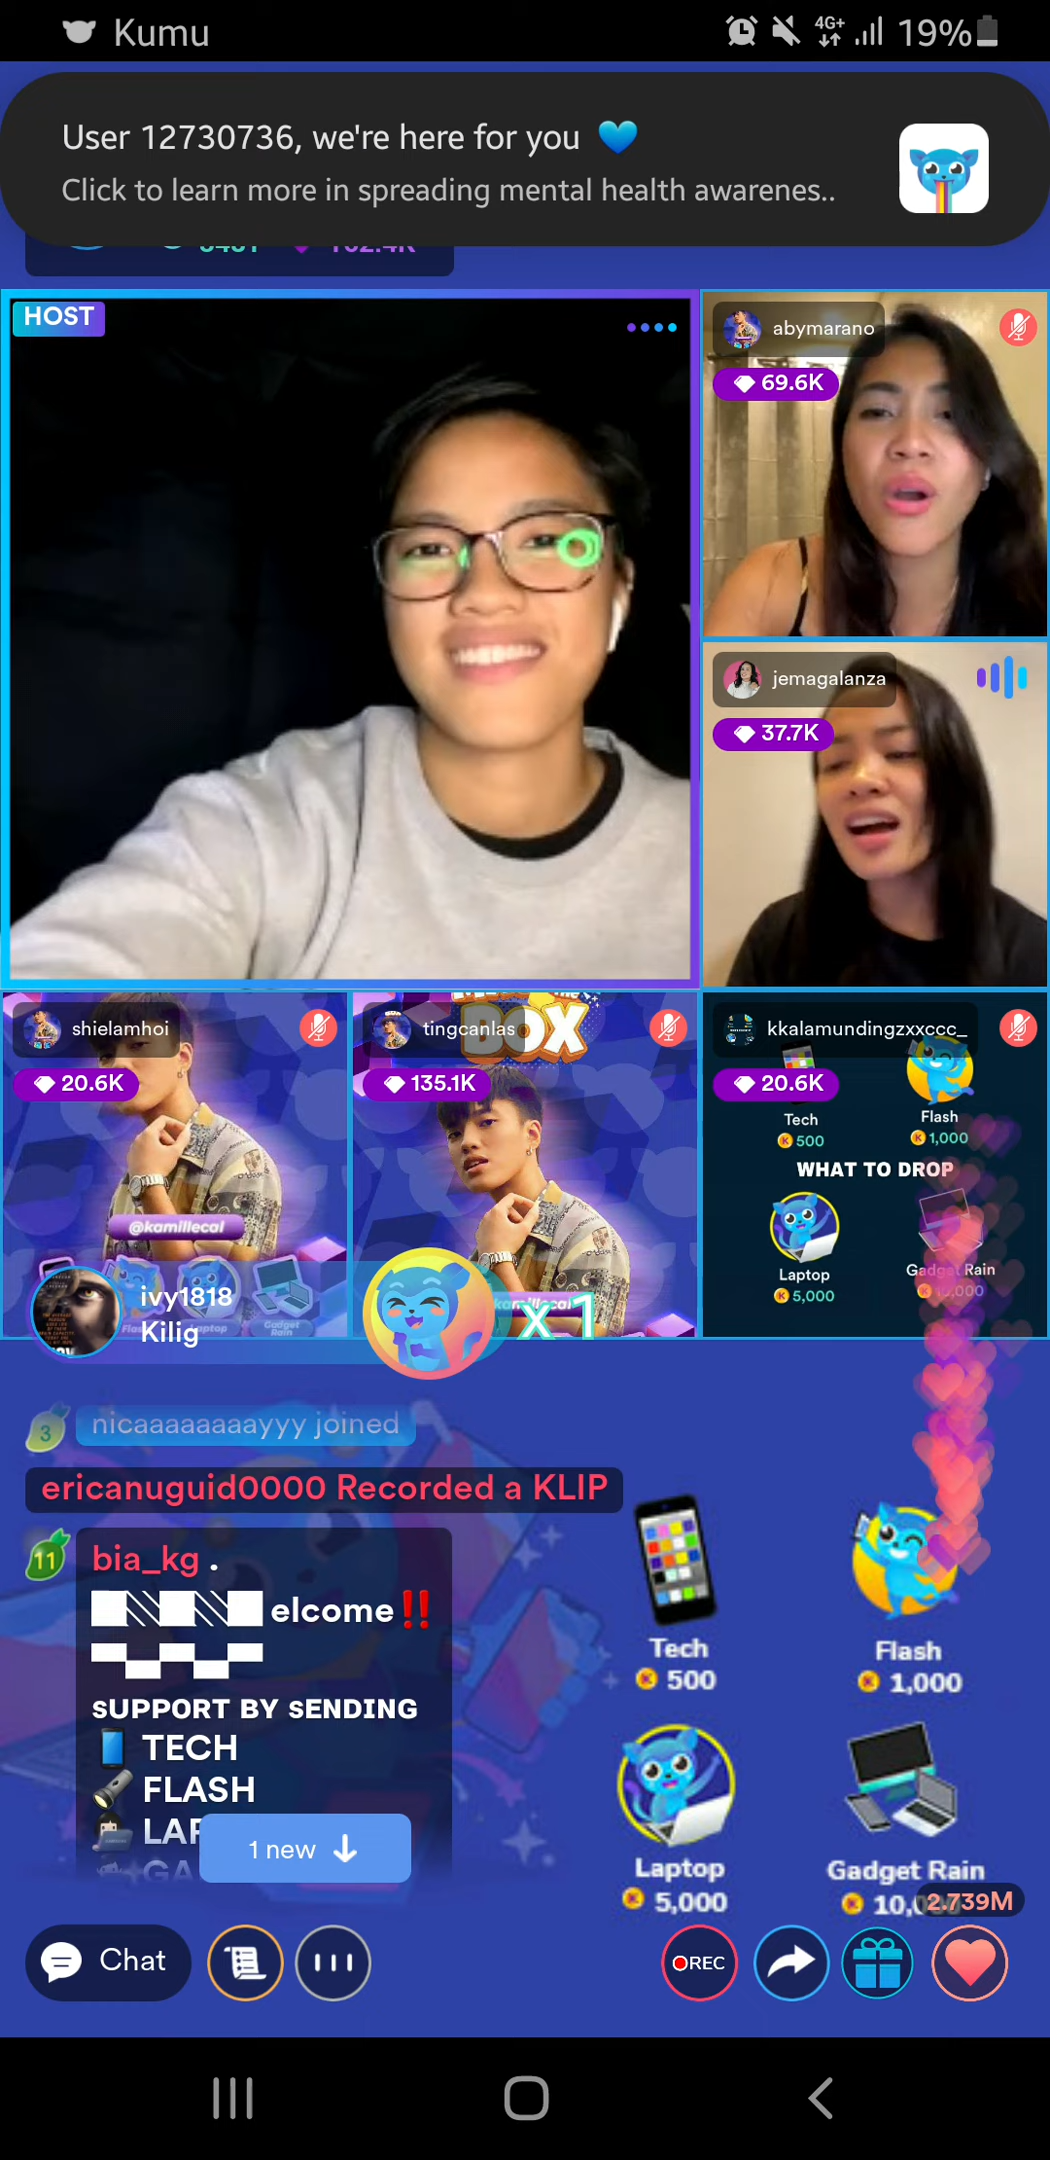 Kumu
4G+
19%
User 12730736, we're here for you 💙
Click to learn more in spreading mental health awarenes..
HOST
abymarano
69.6K
jemagalanza
37.7K
shielamhoi
20.6K
@kamillecal
tingcanlas
135.1K
BOX
kkalamundingzxxccc_
20.6K
Tech
500
Flash
1,000
WHAT TO DROP
Laptop
5,000
Gadget Rain
ivy1818
Kilig
x1
nicaaaaaaaayyy joined
3
ericanuguid0000 Recorded a KLIP
11
bia_kg .
elcome‼️
sUPPORT BY sENDING
📱 TECH
🔦 FLASH
1 new
Tech
500
Flash
1,000
Laptop
5,000
Gadget Rain
2.739M
Chat
REC